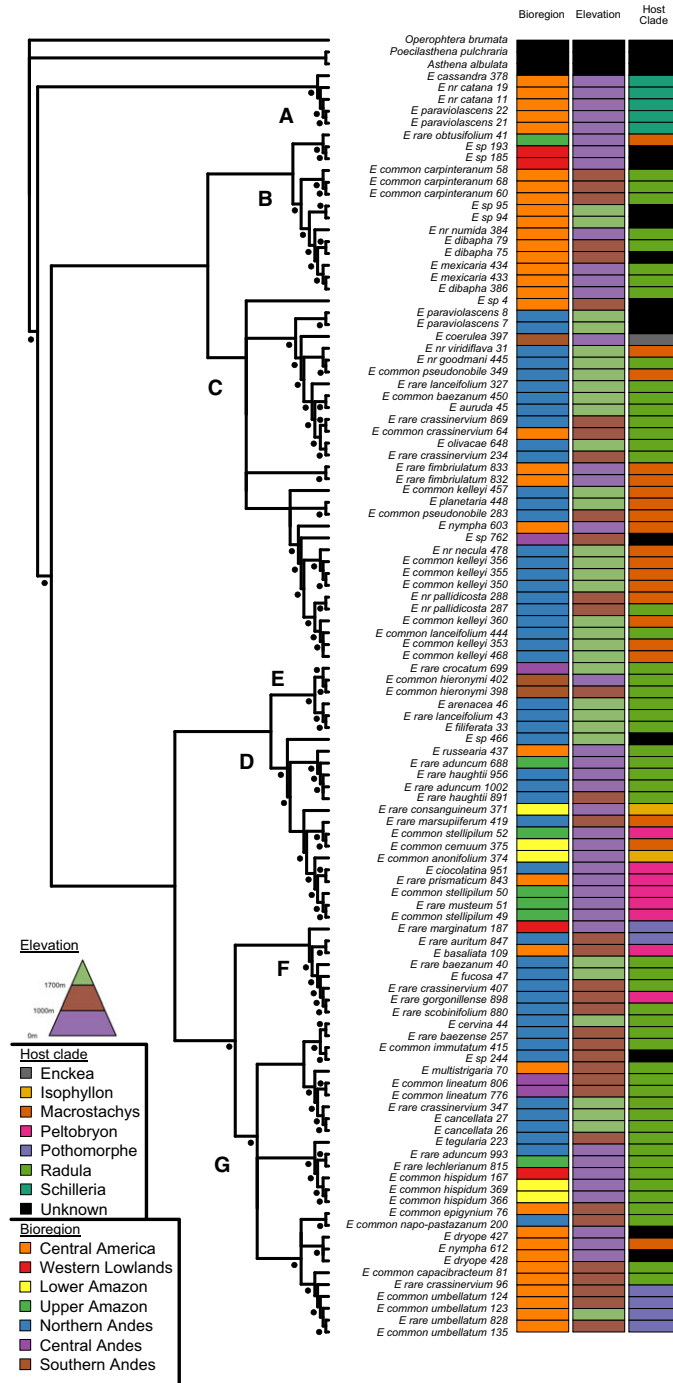 Bioregion Elevation Host Clade
Operophtera brumata
Poecilasthena pulchraria
Asthena albulata
E cassandra 378
E nr catana 19
E nr catana 11
E paraviolascens 22
E paraviolascens 21
E rare obtusifolium 41
E sp 193
E sp 185
E common carpinteranum 58
E common carpinteranum 68
E common carpinteranum 60
E sp 95
E sp 94
E nr numida 384
E dibapha 79
E dibapha 75
E mexicaria 434
E mexicaria 433
E dibapha 386
E sp 4
E paraviolascens 8
E paraviolascens 7
E coerulea 397
E nr viridiflava 31
E nr goodmani 445
E common pseudonobile 349
E rare lanceifolium 327
E common baezanum 450
E auruda 45
E rare crassinervium 869
E common crassinervium 64
E olivacae 648
E rare crassinervium 234
E rare fimbriulatum 833
E rare fimbriulatum 832
E common kelleyi 457
E planetaria 448
E common pseudonobile 283
E nympha 603
E sp 762
E nr necula 478
E common kelleyi 356
E common kelleyi 355
E common kelleyi 350
E nr pallidicosta 288
E nr pallidicosta 287
E common kelleyi 360
E common lanceifolium 444
E common kelleyi 353
E common kelleyi 468
E rare crocatum 699
E common hieronymi 402
E common hieronymi 398
E arenacea 46
E rare lanceifolium 43
E filiferata 33
E sp 466
E russearia 437
E rare aduncum 688
E rare haughtii 956
E rare aduncum 1002
E rare haughtii 891
E rare consanguineum 371
E rare marsupiiferum 419
E common stellipilum 52
E common cernuum 375
E common anonifolium 374
E ciocolatina 951
E rare prismaticum 843
E common stellipilum 50
E rare musteum 51
E common stellipilum 49
E rare marginatum 187
E rare auritum 847
E basaliata 109
E rare baezanum 40
E fucosa 47
E rare crassinervium 407
E rare gorgonillense 898
E rare scobinifolium 880
E cervina 44
E rare baezense 257
E common immutatum 415
E sp 244
E multistrigaria 70
E common lineatum 806
E common lineatum 776
E rare crassinervium 347
E cancellata 27
E cancellata 26
E tegularia 223
E rare aduncum 993
E rare lechlerianum 815
E common hispidum 167
E common hispidum 369
E common hispidum 366
E common epigynium 76
E common napo-pastazanum 200
E dryope 427
E nympha 612
E dryope 428
E common capacibracteum 81
E rare crassinervium 96
E common umbellatum 124
E common umbellatum 123
E rare umbellatum 828
E common umbellatum 135
A
B
C
E
D
F
G
Elevation
1700m
1000m
0m
Host clade
Enckea
Isophyllon
Macrostachys
Peltobryon
Pothomorphe
Radula
Schilleria
Unknown
Bioregion
Central America
Western Lowlands
Lower Amazon
Upper Amazon
Northern Andes
Central Andes
Southern Andes